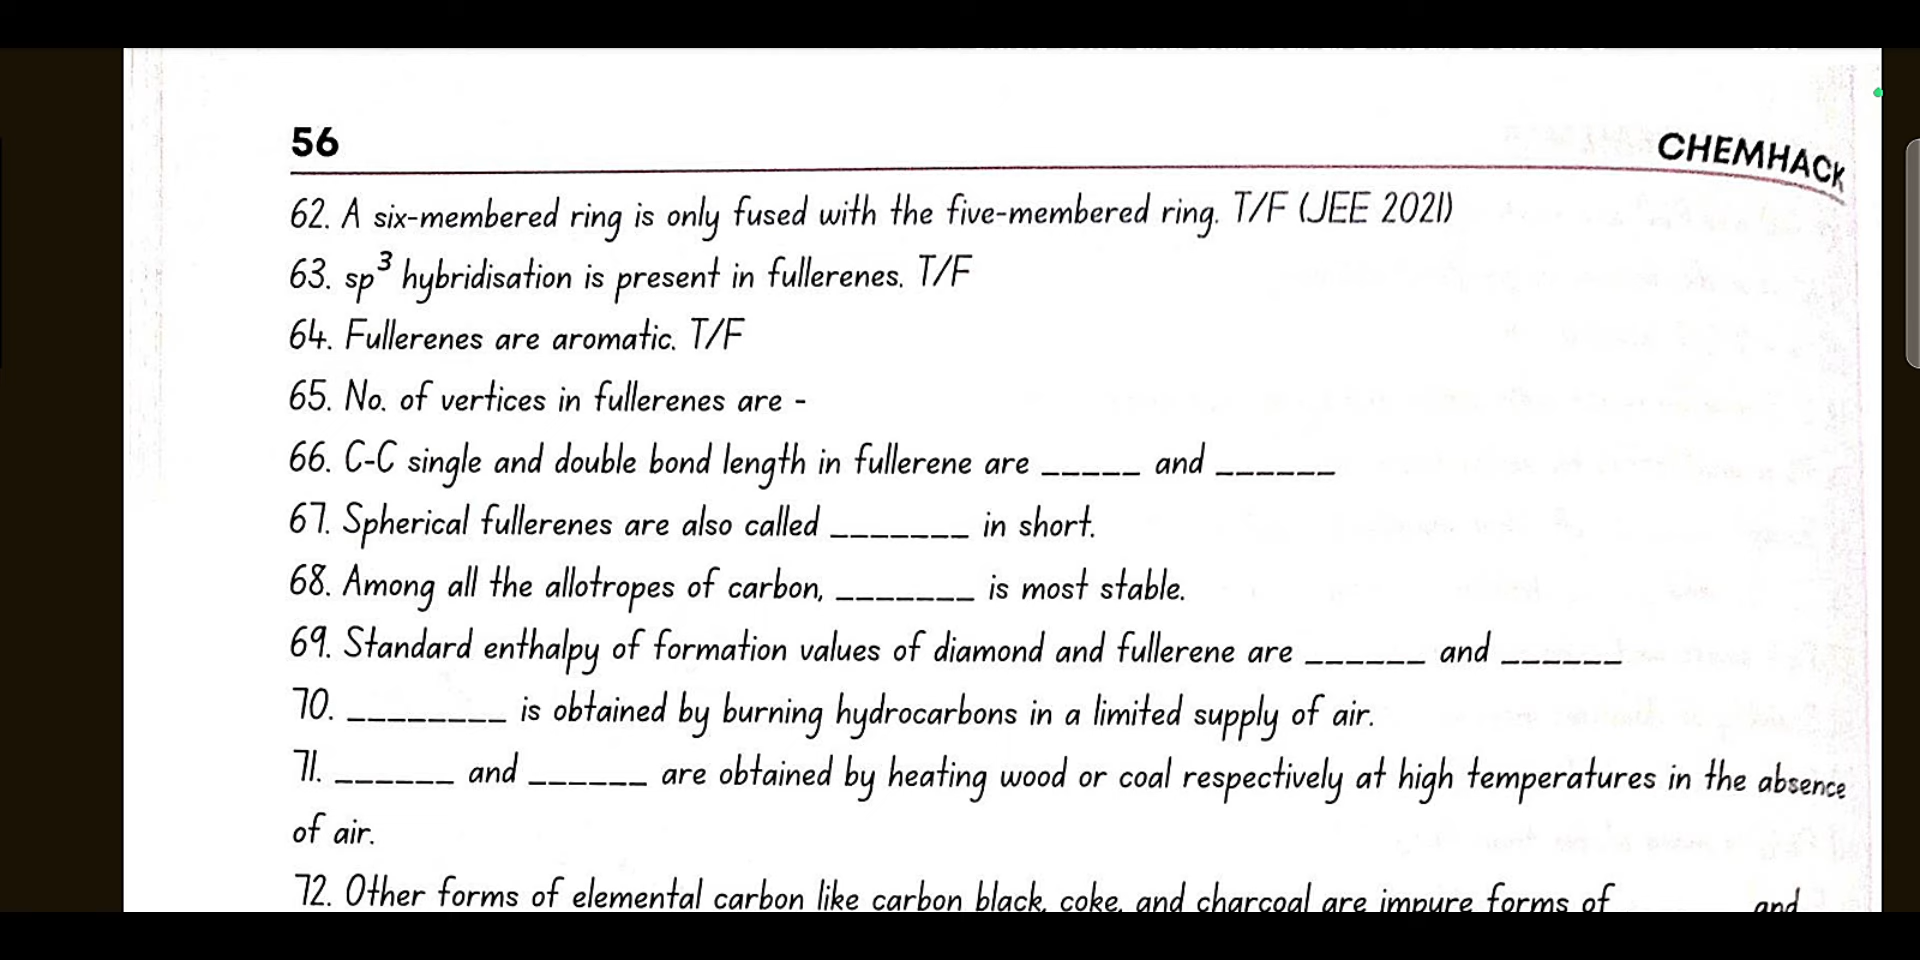 56
CHEMHACK
62. A six-membered ring is only fused with the five-membered ring. T/F (JEE 2021)
63. sp³ hybridisation is present in fullerenes. T/F
64. Fullerenes are aromatic. T/F
65. No. of vertices in fullerenes are -
66. C-C single and double bond length in fullerene are _____ and ______
67. Spherical fullerenes are also called _______ in short.
68. Among all the allotropes of carbon, _______ is most stable.
69. Standard enthalpy of formation values of diamond and fullerene are ______ and ______
70. ________ is obtained by burning hydrocarbons in a limited supply of air.
71. ______ and ______ are obtained by heating wood or coal respectively at high temperatures in the absence
of air.
72. Other forms of elemental carbon like carbon black, coke, and charcoal are impure forms of and